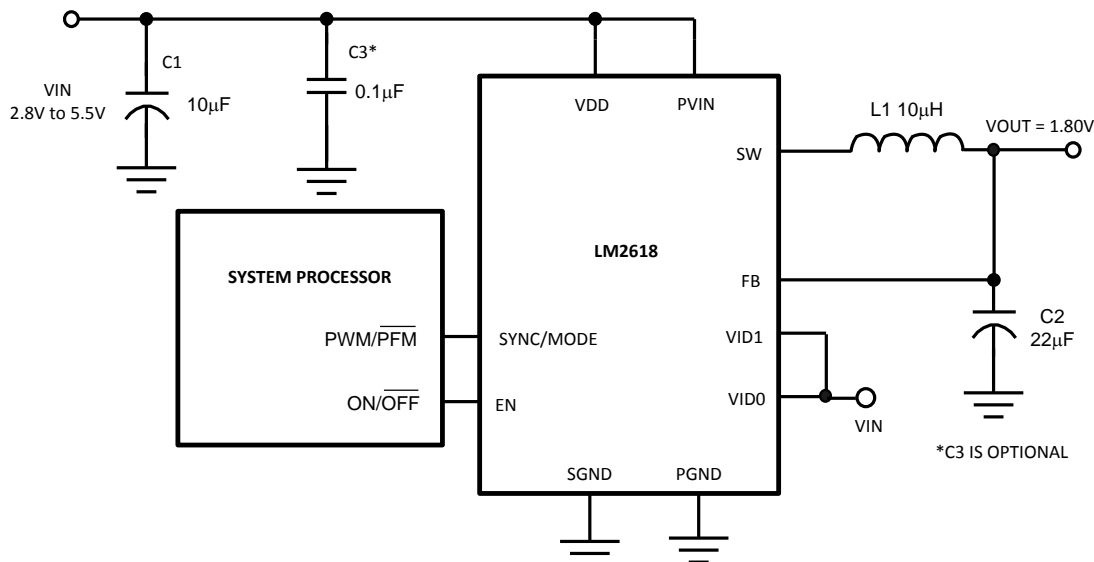 C1
C3*
VIN
2.8V to 5.5V
10μF
0.1μF
VDD
PVIN
L1 10μH
VOUT = 1.80V
SW
LM2618
SYSTEM PROCESSOR
FB
PWM/PFM
SYNC/MODE
VID1
C2
22μF
ON/OFF
EN
VID0
VIN
*C3 IS OPTIONAL
SGND
PGND